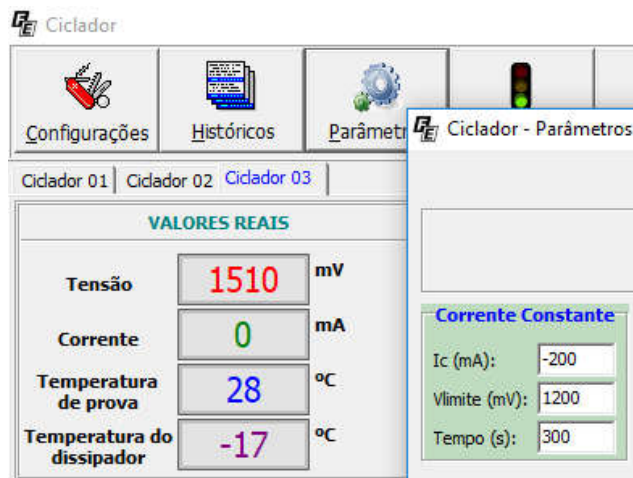 Ciclador
Configurações
Históricos
Parâmetr
Ciclador - Parâmetros
Ciclador 01
Ciclador 02
Ciclador 03
VALORES REAIS
Tensão 1510 mV
Corrente 0 mA
Temperatura
de prova 28 ºC
Temperatura do
dissipador -17 ºC
Corrente Constante
Ic (mA): -200
Vlimite (mV): 1200
Tempo (s): 300